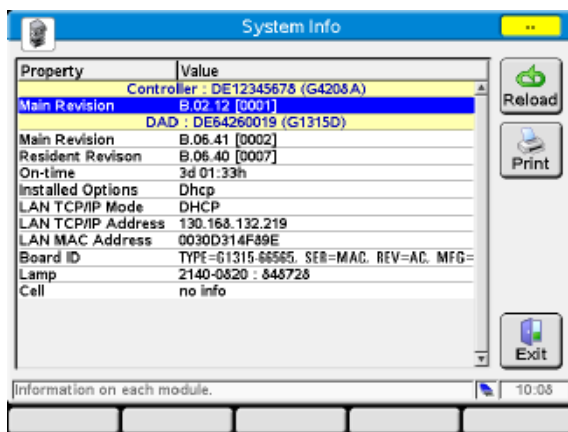 System Info
..
Property Value
Controller : DE12345678 (G4208A)
Main Revision B.02.12 [0001]
DAD : DE64260019 (G1315D)
Main Revision B.06.41 [0002]
Resident Revison B.06.40 [0007]
On-time 3d 01:33h
Installed Options Dhcp
LAN TCP/IP Mode DHCP
LAN TCP/IP Address 130.168.132.219
LAN MAC Address 0030D314F89E
Board ID TYPE=G1315-66565, SER=MAC, REV=AC, MFG=
Lamp 2140-0820 : 848728
Cell no info
Reload
Print
Exit
Information on each module.
10:08